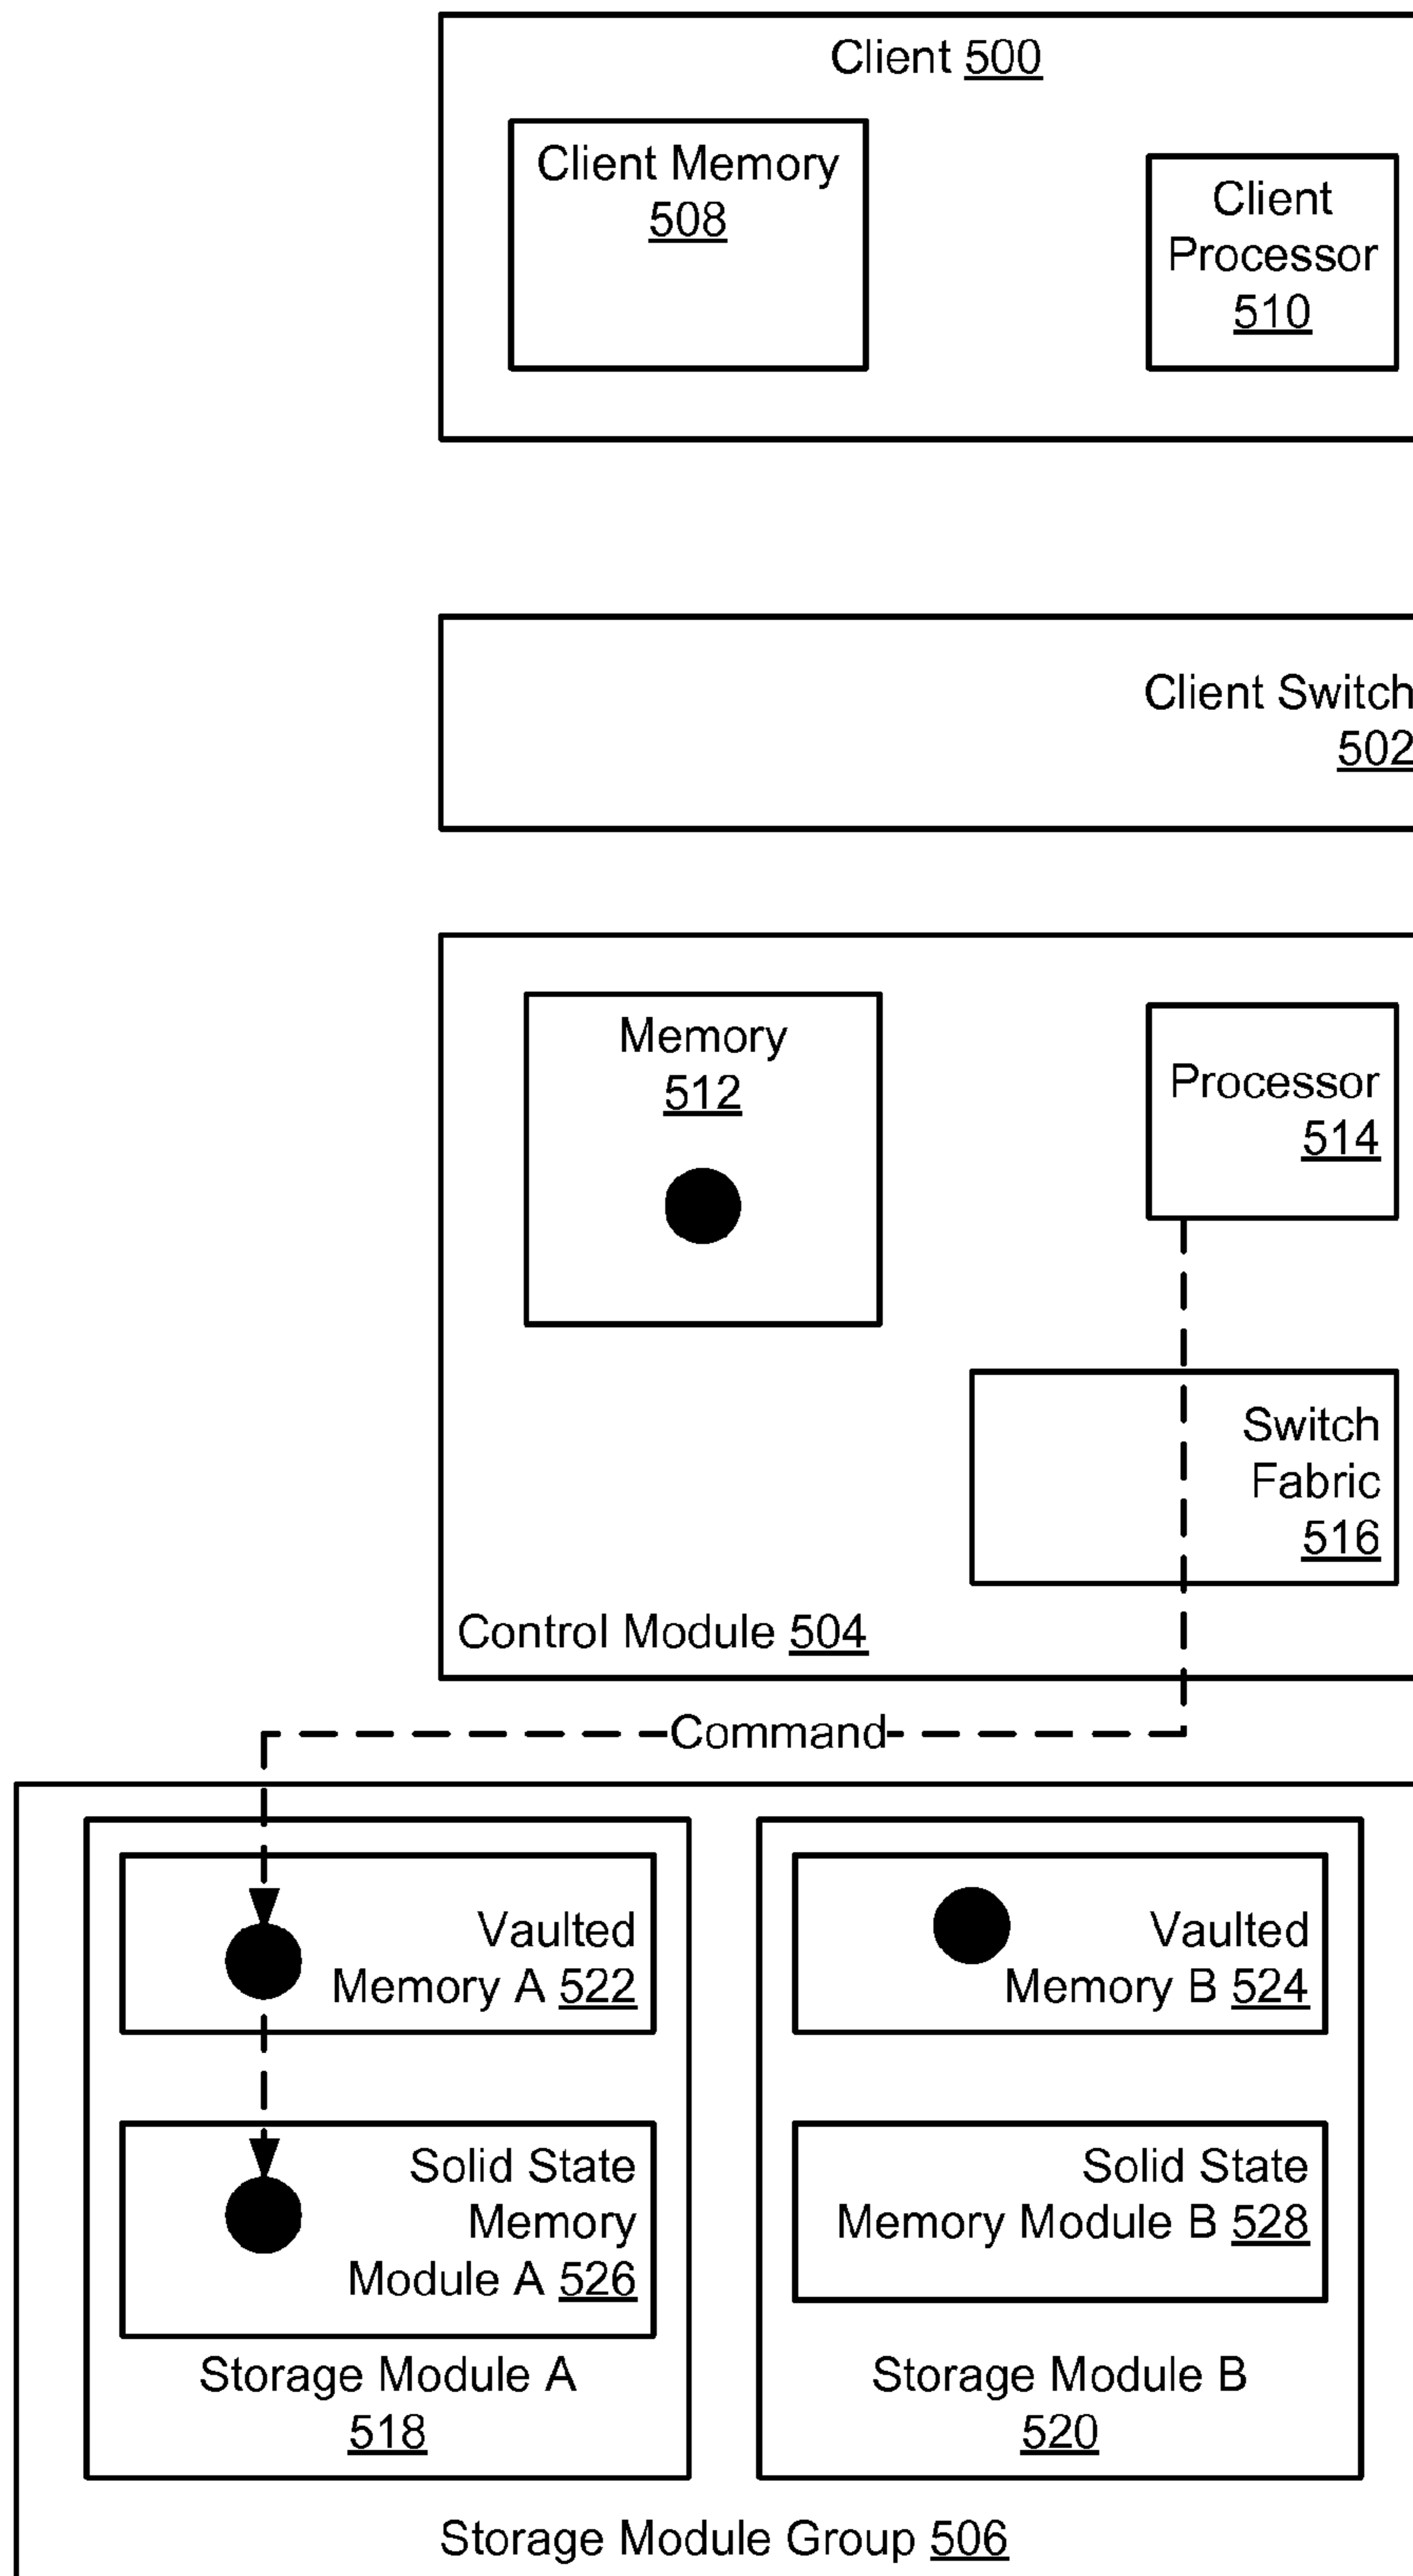 Client 500
Client Memory
508
Client
Processor
510
Client Switch
502
Memory
512
Processor
514
Switch
Fabric
516
Control Module 504
Command
Vaulted
Memory A 522
Vaulted
Memory B 524
Solid State
Memory
Module A 526
Solid State
Memory Module B 528
Storage Module A
518
Storage Module B
520
Storage Module Group 506